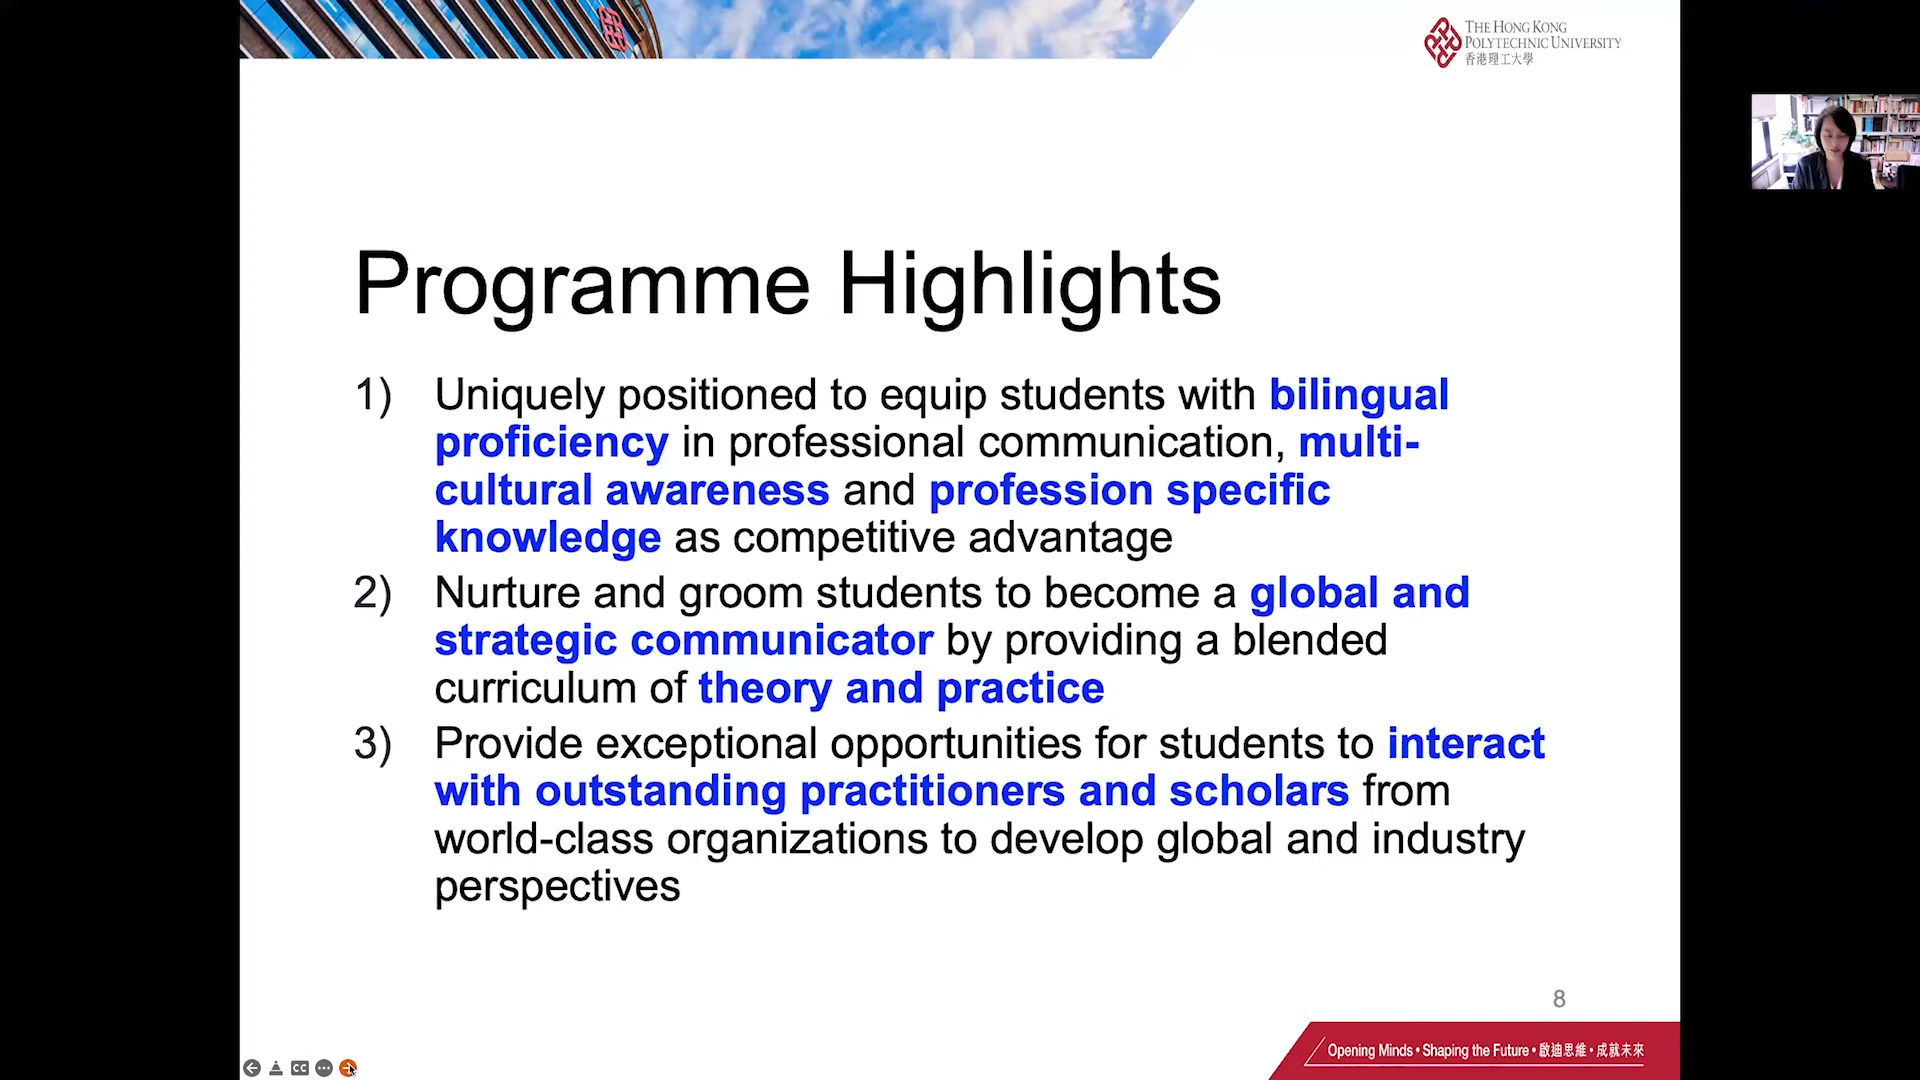 THE HONG KONG
POLYTECHNIC UNIVERSITY
香港理工大學
Programme Highlights
1) Uniquely positioned to equip students with bilingual
proficiency in professional communication, multi-
cultural awareness and profession specific
knowledge as competitive advantage
2) Nurture and groom students to become a global and
strategic communicator by providing a blended
curriculum of theory and practice
3) Provide exceptional opportunities for students to interact
with outstanding practitioners and scholars from
world-class organizations to develop global and industry
perspectives
8
Opening Minds • Shaping the Future • 啟迪思維 • 成就未來
CC